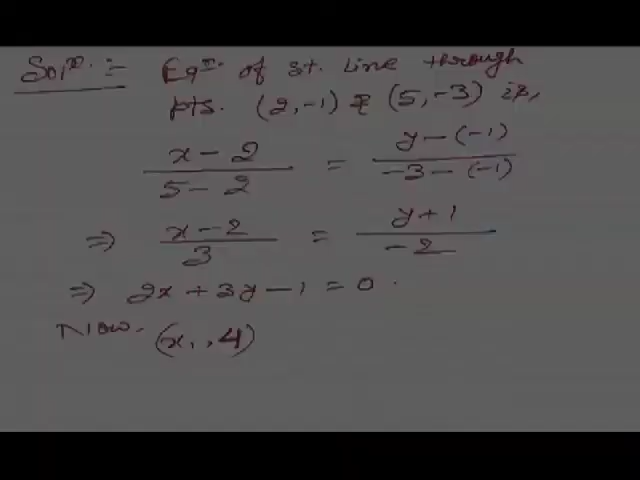 Solⁿ. :- Eqⁿ. of st. line through
pts. (2,-1) & (5,-3) is,
x-2 / 5-2 = y-(-1) / -3-(-1)
⇒ x-2 / 3 = y+1 / -2
⇒ 2x + 3y - 1 = 0.
Now, (x, ,4)